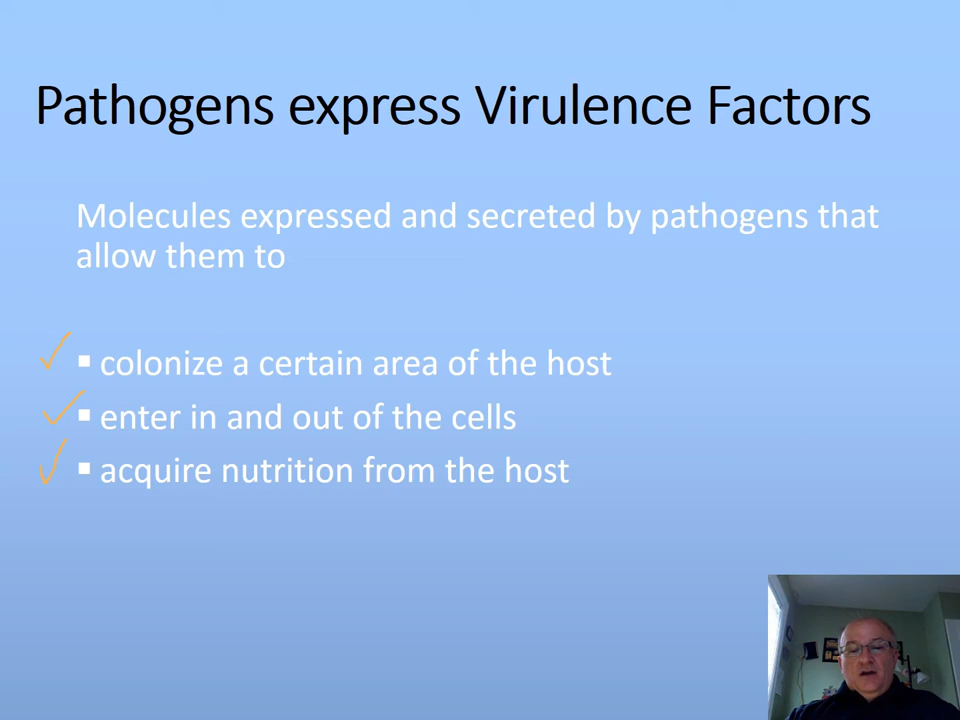 Pathogens express Virulence Factors
Molecules expressed and secreted by pathogens that
allow them to
▪ colonize a certain area of the host
▪ enter in and out of the cells
▪ acquire nutrition from the host